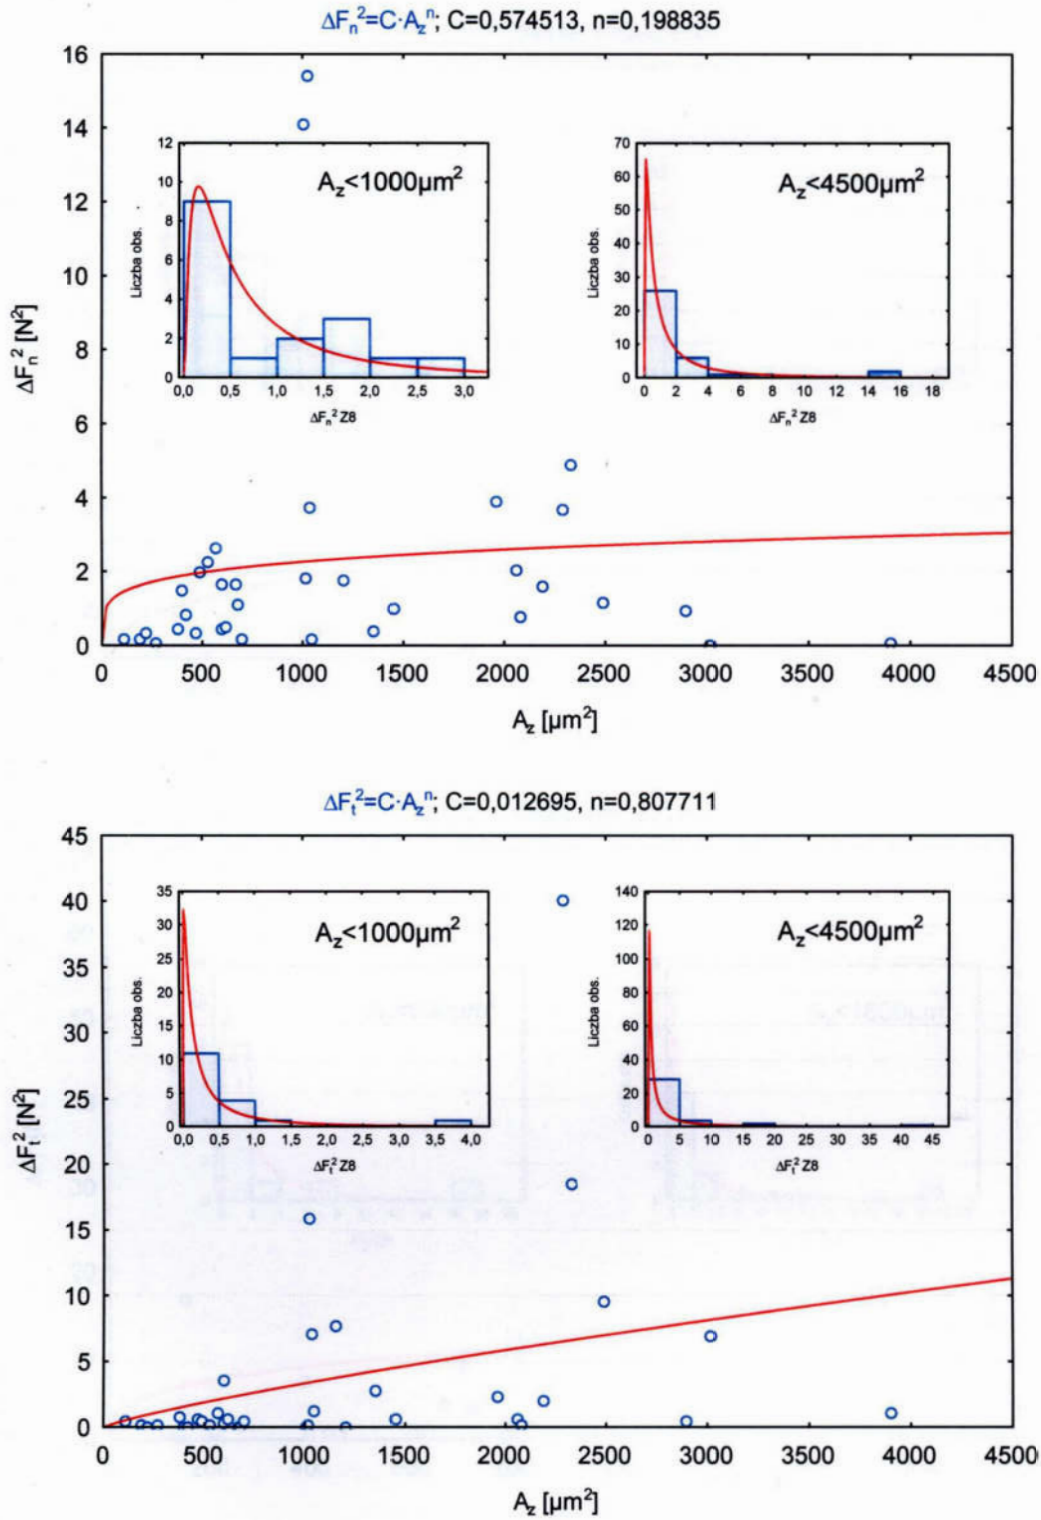 ΔFₙ²=C·A_zⁿ; C=0,574513, n=0,198835
16
14
12
10
8
6
4
2
0
ΔFₙ² [N²]
12
10
8
6
4
2
0
Liczba obs.
A_z<1000µm²
0,0 0,5 1,0 1,5 2,0 2,5 3,0
ΔFₙ² Z8
70
60
50
40
30
20
10
0
Liczba obs.
A_z<4500µm²
0 2 4 6 8 10 12 14 16 18
ΔFₙ² Z8
0 500 1000 1500 2000 2500 3000 3500 4000 4500
A_z [µm²]
ΔFₜ²=C·A_zⁿ; C=0,012695, n=0,807711
45
40
35
30
25
20
15
10
5
0
ΔFₜ² [N²]
35
30
25
20
15
10
5
0
Liczba obs.
A_z<1000µm²
0,0 0,5 1,0 1,5 2,0 2,5 3,0 3,5 4,0
ΔFₜ² Z8
140
120
100
80
60
40
20
0
Liczba obs.
A_z<4500µm²
0 5 10 15 20 25 30 35 40 45
ΔFₜ² Z8
0 500 1000 1500 2000 2500 3000 3500 4000 4500
A_z [µm²]